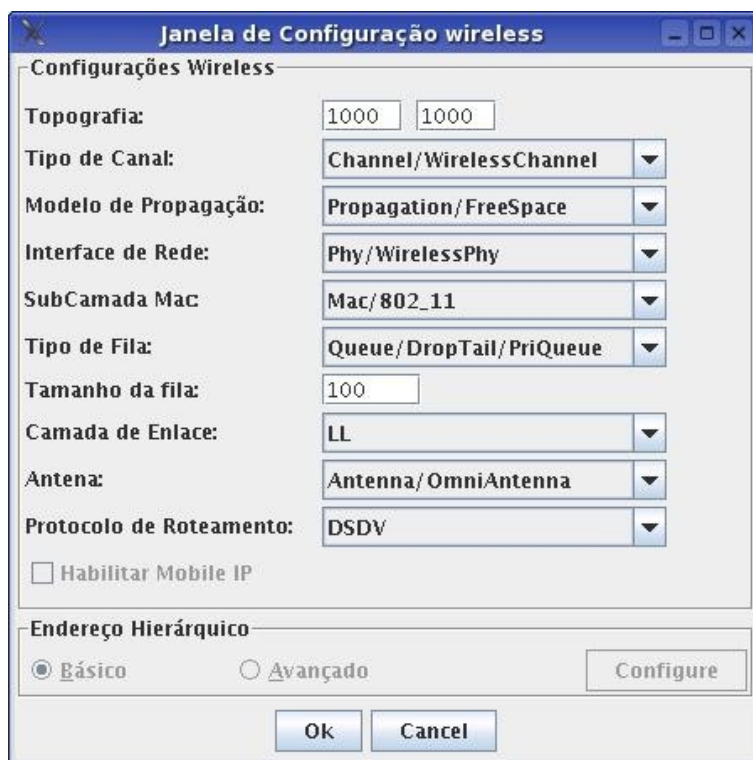 Janela de Configuração wireless
Configurações Wireless
Topografia: 1000 1000
Tipo de Canal: Channel/WirelessChannel
Modelo de Propagação: Propagation/FreeSpace
Interface de Rede: Phy/WirelessPhy
SubCamada Mac: Mac/802_11
Tipo de Fila: Queue/DropTail/PriQueue
Tamanho da fila: 100
Camada de Enlace: LL
Antena: Antenna/OmniAntenna
Protocolo de Roteamento: DSDV
Habilitar Mobile IP
Endereço Hierárquico
Básico Avançado Configure
Ok Cancel